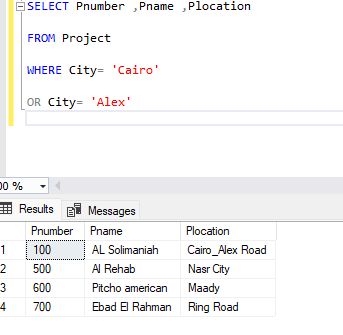 SELECT Pnumber ,Pname ,Plocation
FROM Project
WHERE City= 'Cairo'
OR City= 'Alex'
00 %
Results Messages
Pnumber Pname Plocation
1 100 AL Solimaniah Cairo_Alex Road
2 500 Al Rehab Nasr City
3 600 Pitcho american Maady
4 700 Ebad El Rahman Ring Road